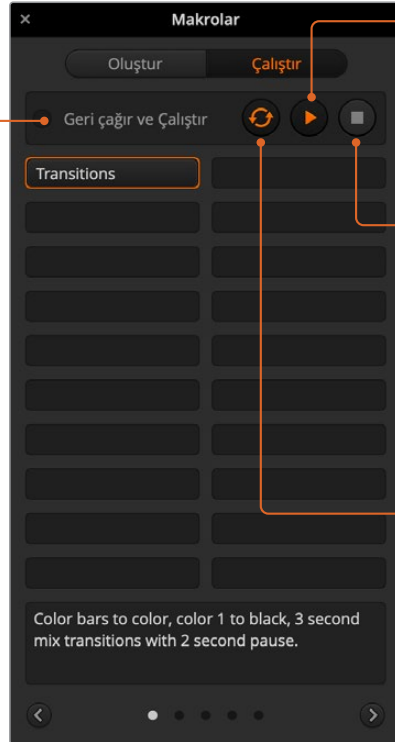 Makrolar
Oluştur
Çalıştır
Geri çağır ve Çalıştır
Transitions
Color bars to color, color 1 to black, 3 second
mix transitions with 2 second pause.